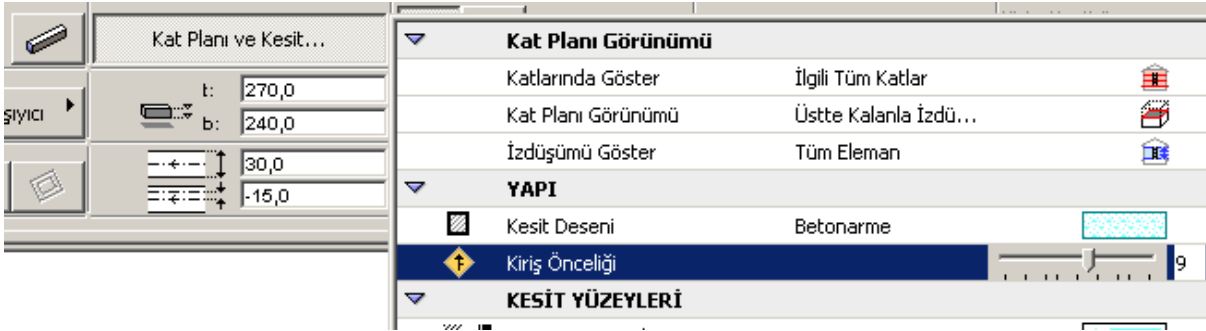 Kat Planı ve Kesit...
t: 270,0
b: 240,0
30,0
-15,0
şıyıcı
Kat Planı Görünümü
Katlarında Göster İlgili Tüm Katlar
Kat Planı Görünümü Üstte Kalanla İzdü...
İzdüşümü Göster Tüm Eleman
YAPI
Kesit Deseni Betonarme
Kiriş Önceliği 9
KESİT YÜZEYLERİ